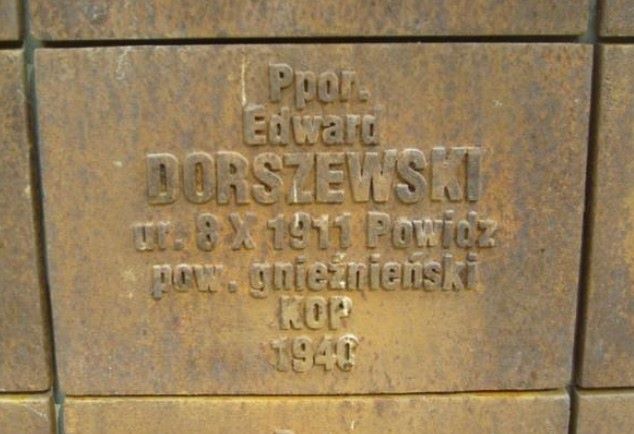 Ppor.
Edward
DORSZEWSKI
ur. 8 X 1911 Powidz
pow. gnieźnieński
KOP
1940